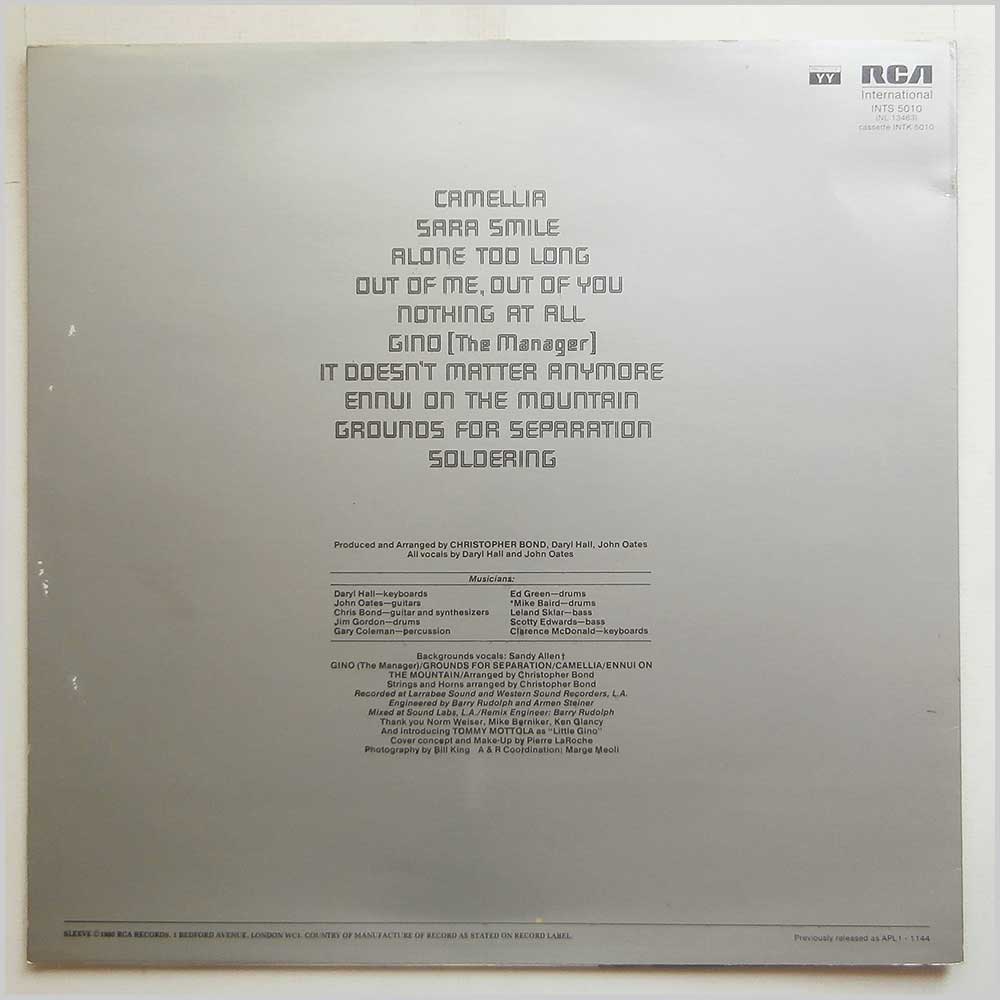 YY
RCA
International
INTS 5010
(NL 13463)
cassette INTK 5010
CAMELLIA
SARA SMILE
ALONE TOO LONG
OUT OF ME, OUT OF YOU
NOTHING AT ALL
GINO [The Manager]
IT DOESN'T MATTER ANYMORE
ENNUI ON THE MOUNTAIN
GROUNDS FOR SEPARATION
SOLDERING
Produced and Arranged by CHRISTOPHER BOND, Daryl Hall, John Oates
All vocals by Daryl Hall and John Oates
Musicians:
Daryl Hall—keyboards
John Oates—guitars
Chris Bond—guitar and synthesizers
Jim Gordon—drums
Gary Coleman—percussion
Ed Green—drums
*Mike Baird—drums
Leland Sklar—bass
Scotty Edwards—bass
Clarence McDonald—keyboards
Backgrounds vocals: Sandy Allen†
GINO (The Manager)/GROUNDS FOR SEPARATION/CAMELLIA/ENNUI ON
THE MOUNTAIN/Arranged by Christopher Bond
Strings and Horns arranged by Christopher Bond
Recorded at Larrabee Sound and Western Sound Recorders, L.A.
Engineered by Barry Rudolph and Armen Steiner
Mixed at Sound Labs, L.A./Remix Engineer: Barry Rudolph
Thank you Norm Weiser, Mike Berniker, Ken Glancy
And introducing TOMMY MOTTOLA as "Little Gino"
Cover concept and Make-Up by Pierre LaRoche
Photography by Bill King A & R Coordination: Marge Meoli
SLEEVE © 1980 RCA RECORDS, 1 BEDFORD AVENUE, LONDON WC1. COUNTRY OF MANUFACTURE OF RECORD AS STATED ON RECORD LABEL.
Previously released as APL1 - 1144